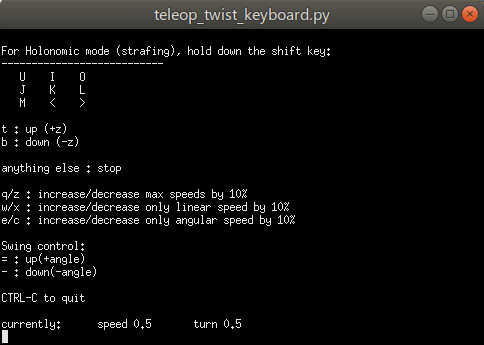 teleop_twist_keyboard.py
For Holonomic mode (strafing), hold down the shift key:
---------------------------
U I O
J K L
M < >
t : up (+z)
b : down (-z)
anything else : stop
q/z : increase/decrease max speeds by 10%
w/x : increase/decrease only linear speed by 10%
e/c : increase/decrease only angular speed by 10%
Swing control:
= : up(+angle)
- : down(-angle)
CTRL-C to quit
currently: speed 0.5 turn 0.5